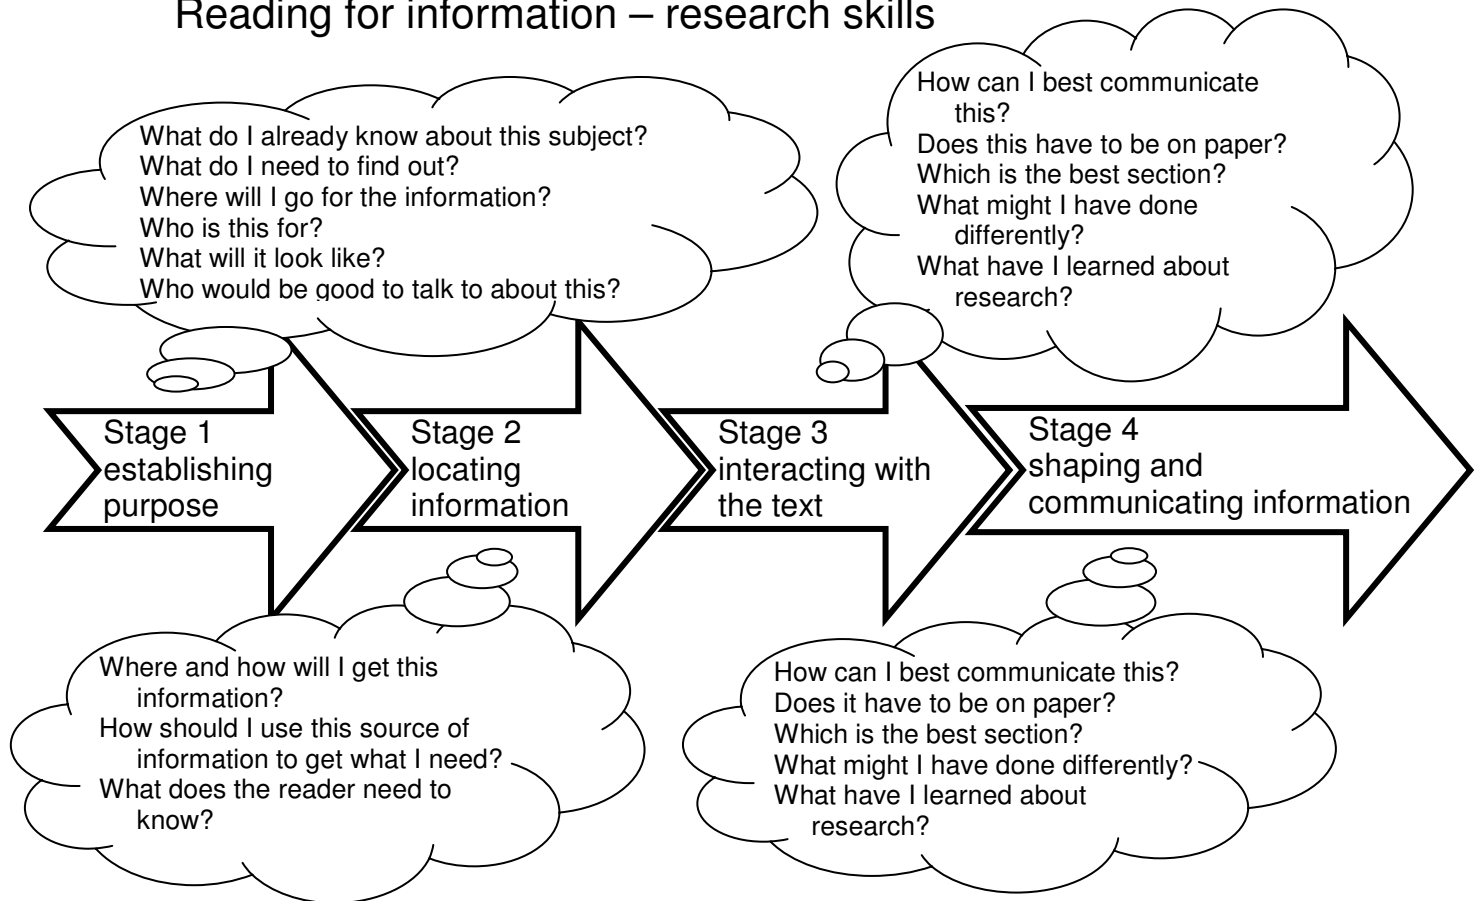 Reading for information – research skills
What do I already know about this subject?
What do I need to find out?
Where will I go for the information?
Who is this for?
What will it look like?
Who would be good to talk to about this?
How can I best communicate
this?
Does this have to be on paper?
Which is the best section?
What might I have done
differently?
What have I learned about
research?
Stage 1
establishing
purpose
Stage 2
locating
information
Stage 3
interacting with
the text
Stage 4
shaping and
communicating information
Where and how will I get this
information?
How should I use this source of
information to get what I need?
What does the reader need to
know?
How can I best communicate this?
Does it have to be on paper?
Which is the best section?
What might I have done differently?
What have I learned about
research?